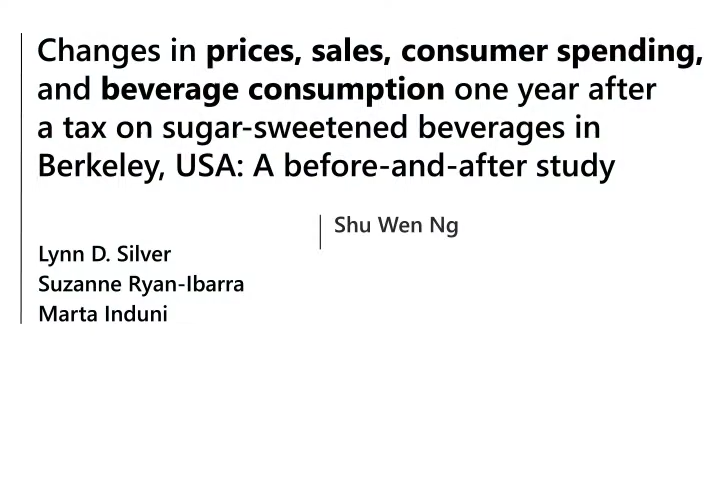 Changes in prices, sales, consumer spending,
and beverage consumption one year after
a tax on sugar-sweetened beverages in
Berkeley, USA: A before-and-after study
Shu Wen Ng
Lynn D. Silver
Suzanne Ryan-Ibarra
Marta Induni